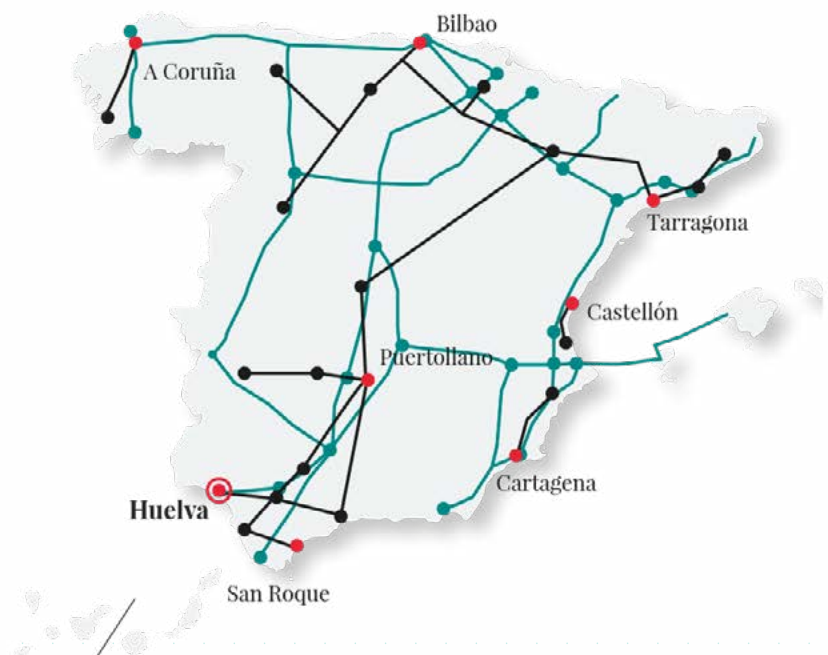 Bilbao
A Coruña
Tarragona
Castellón
Puertollano
Cartagena
Huelva
San Roque